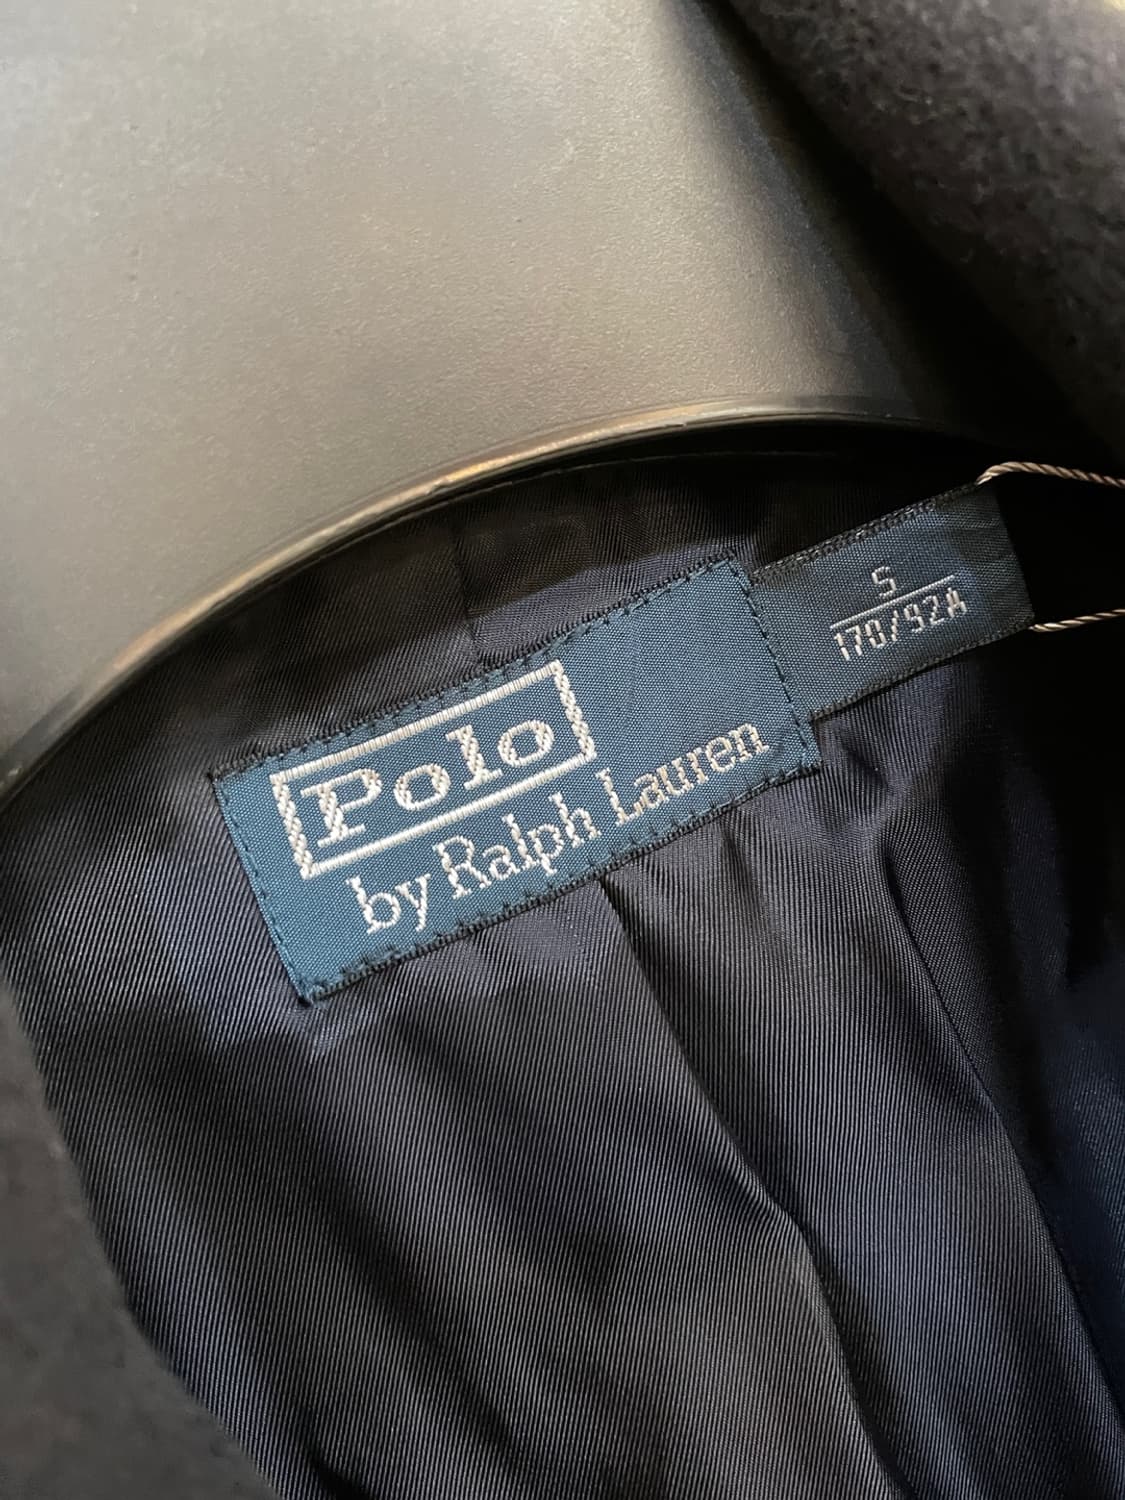 Polo
by Ralph Lauren
S
170/92A